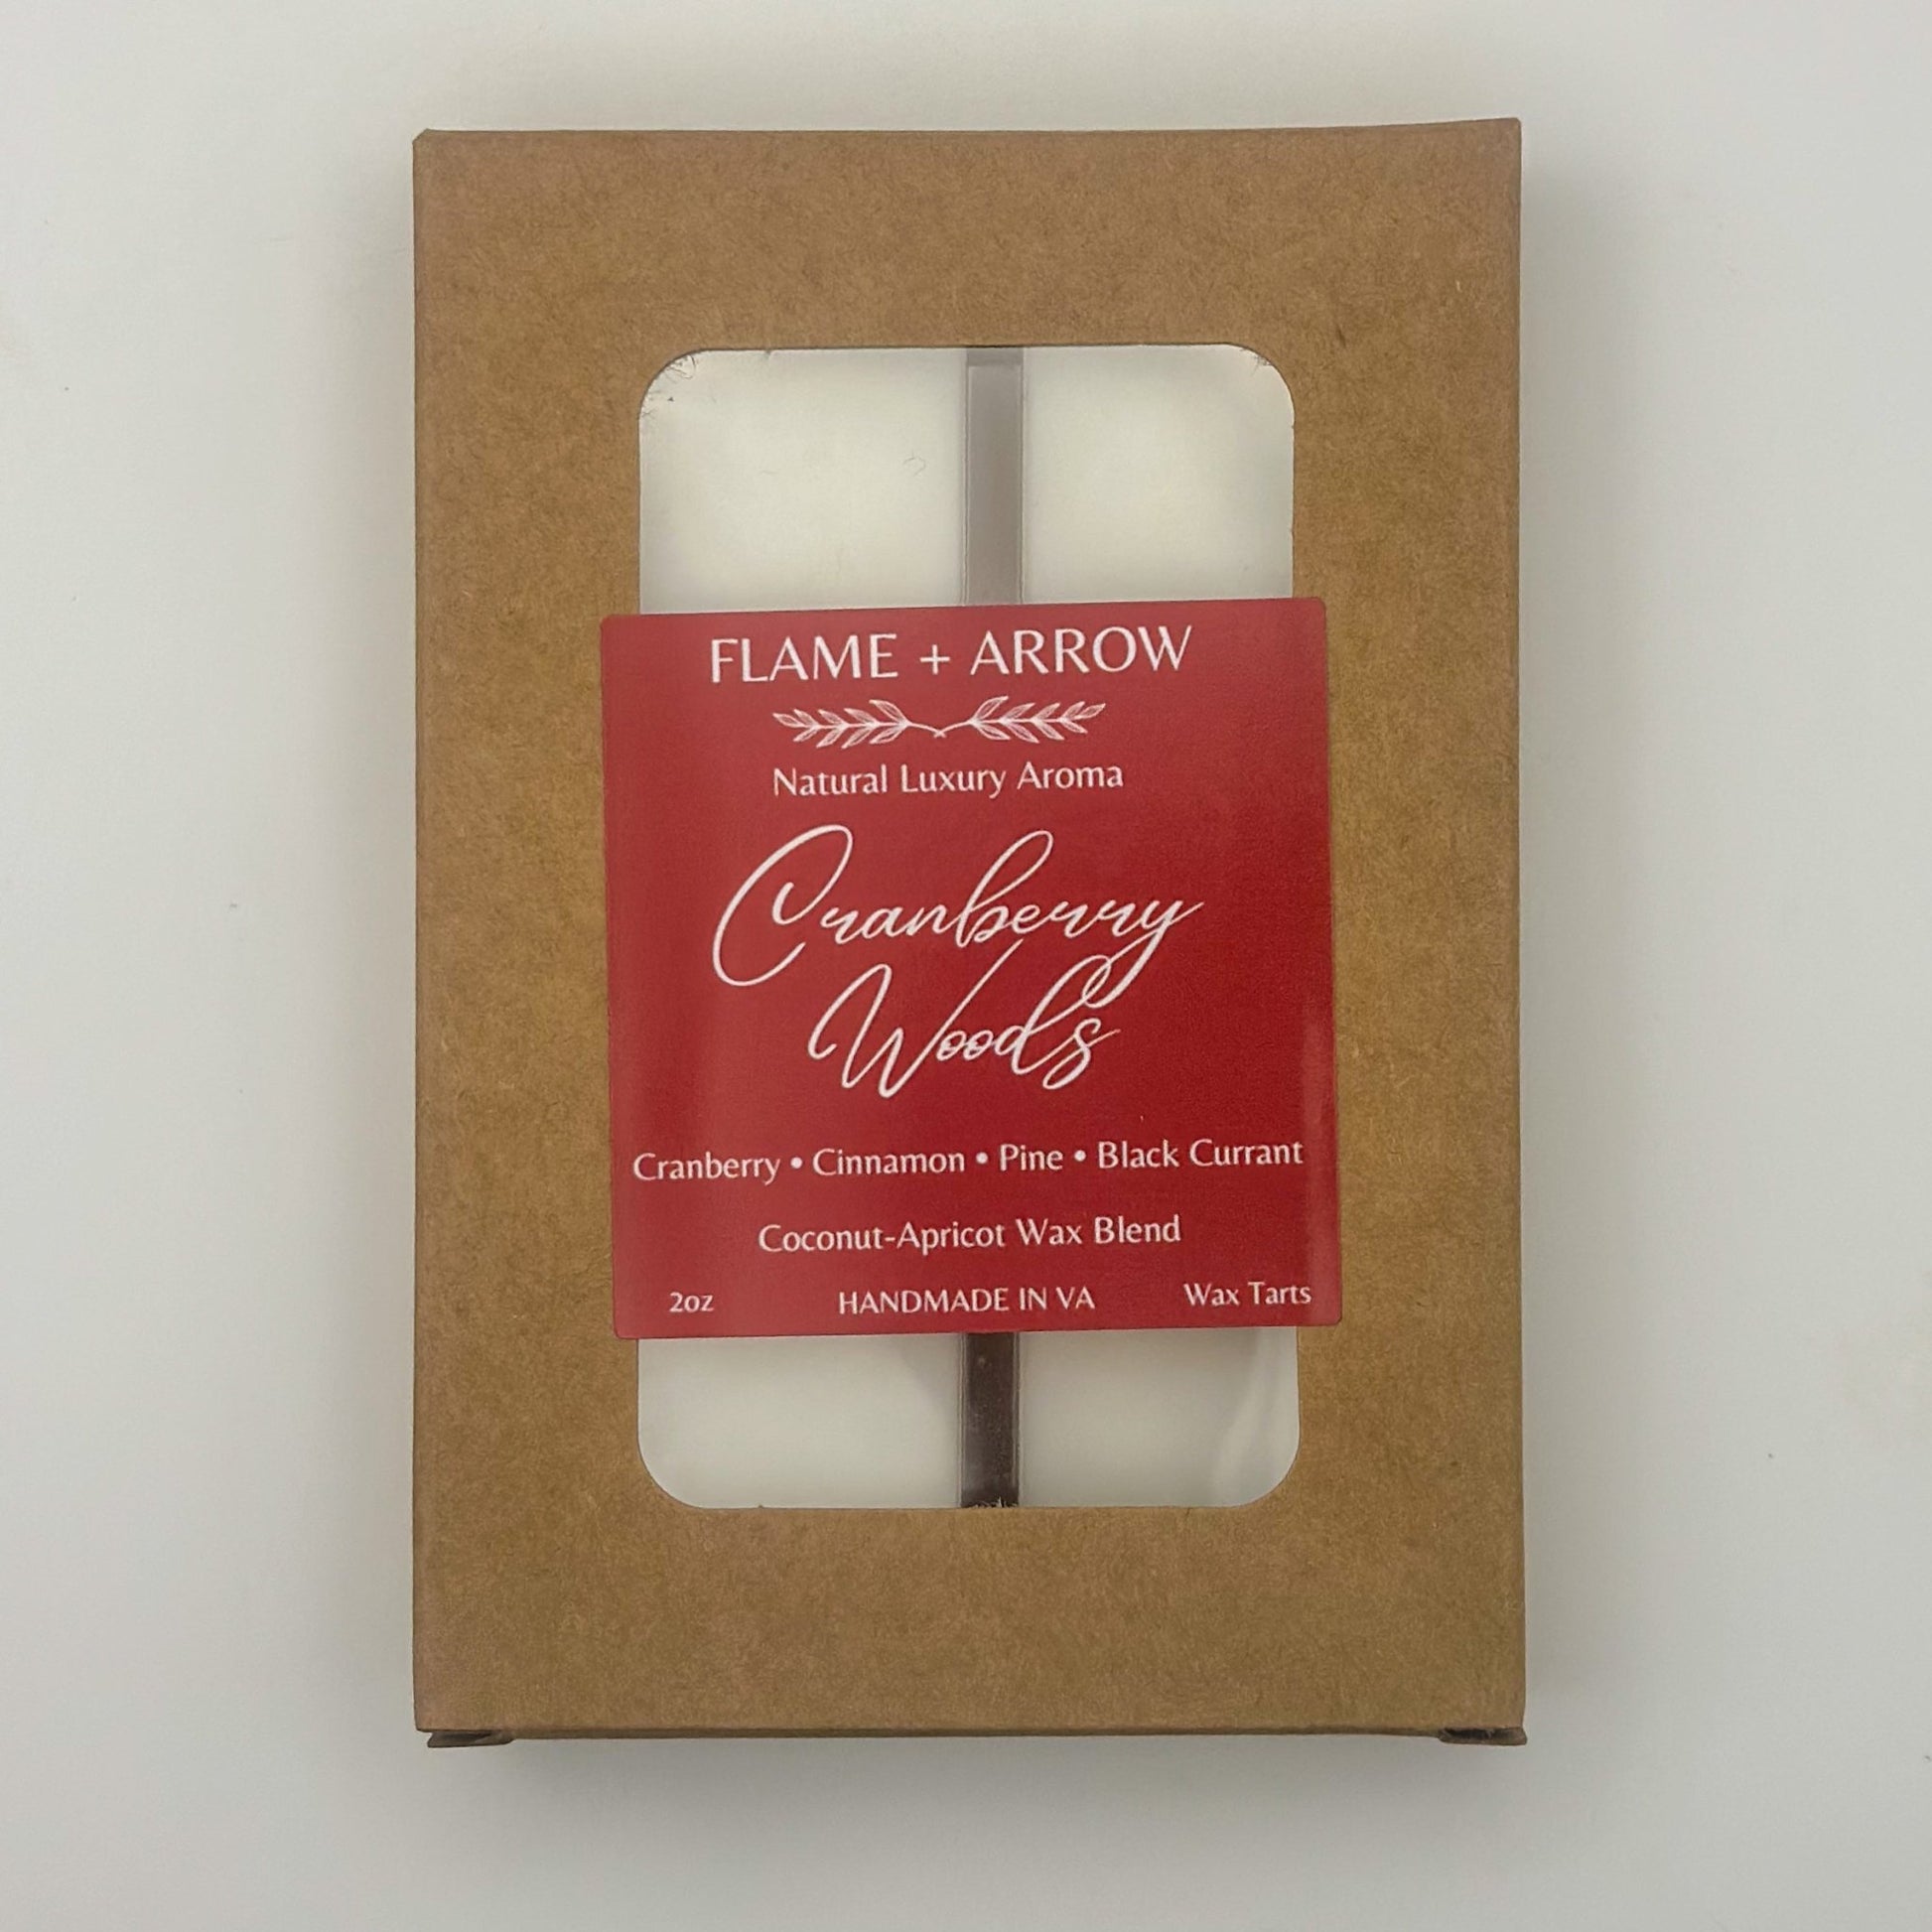 FLAME + ARROW
Natural Luxury Aroma
Cranberry
Woods
Cranberry • Cinnamon • Pine • Black Currant
Coconut-Apricot Wax Blend
2oz HANDMADE IN VA Wax Tarts